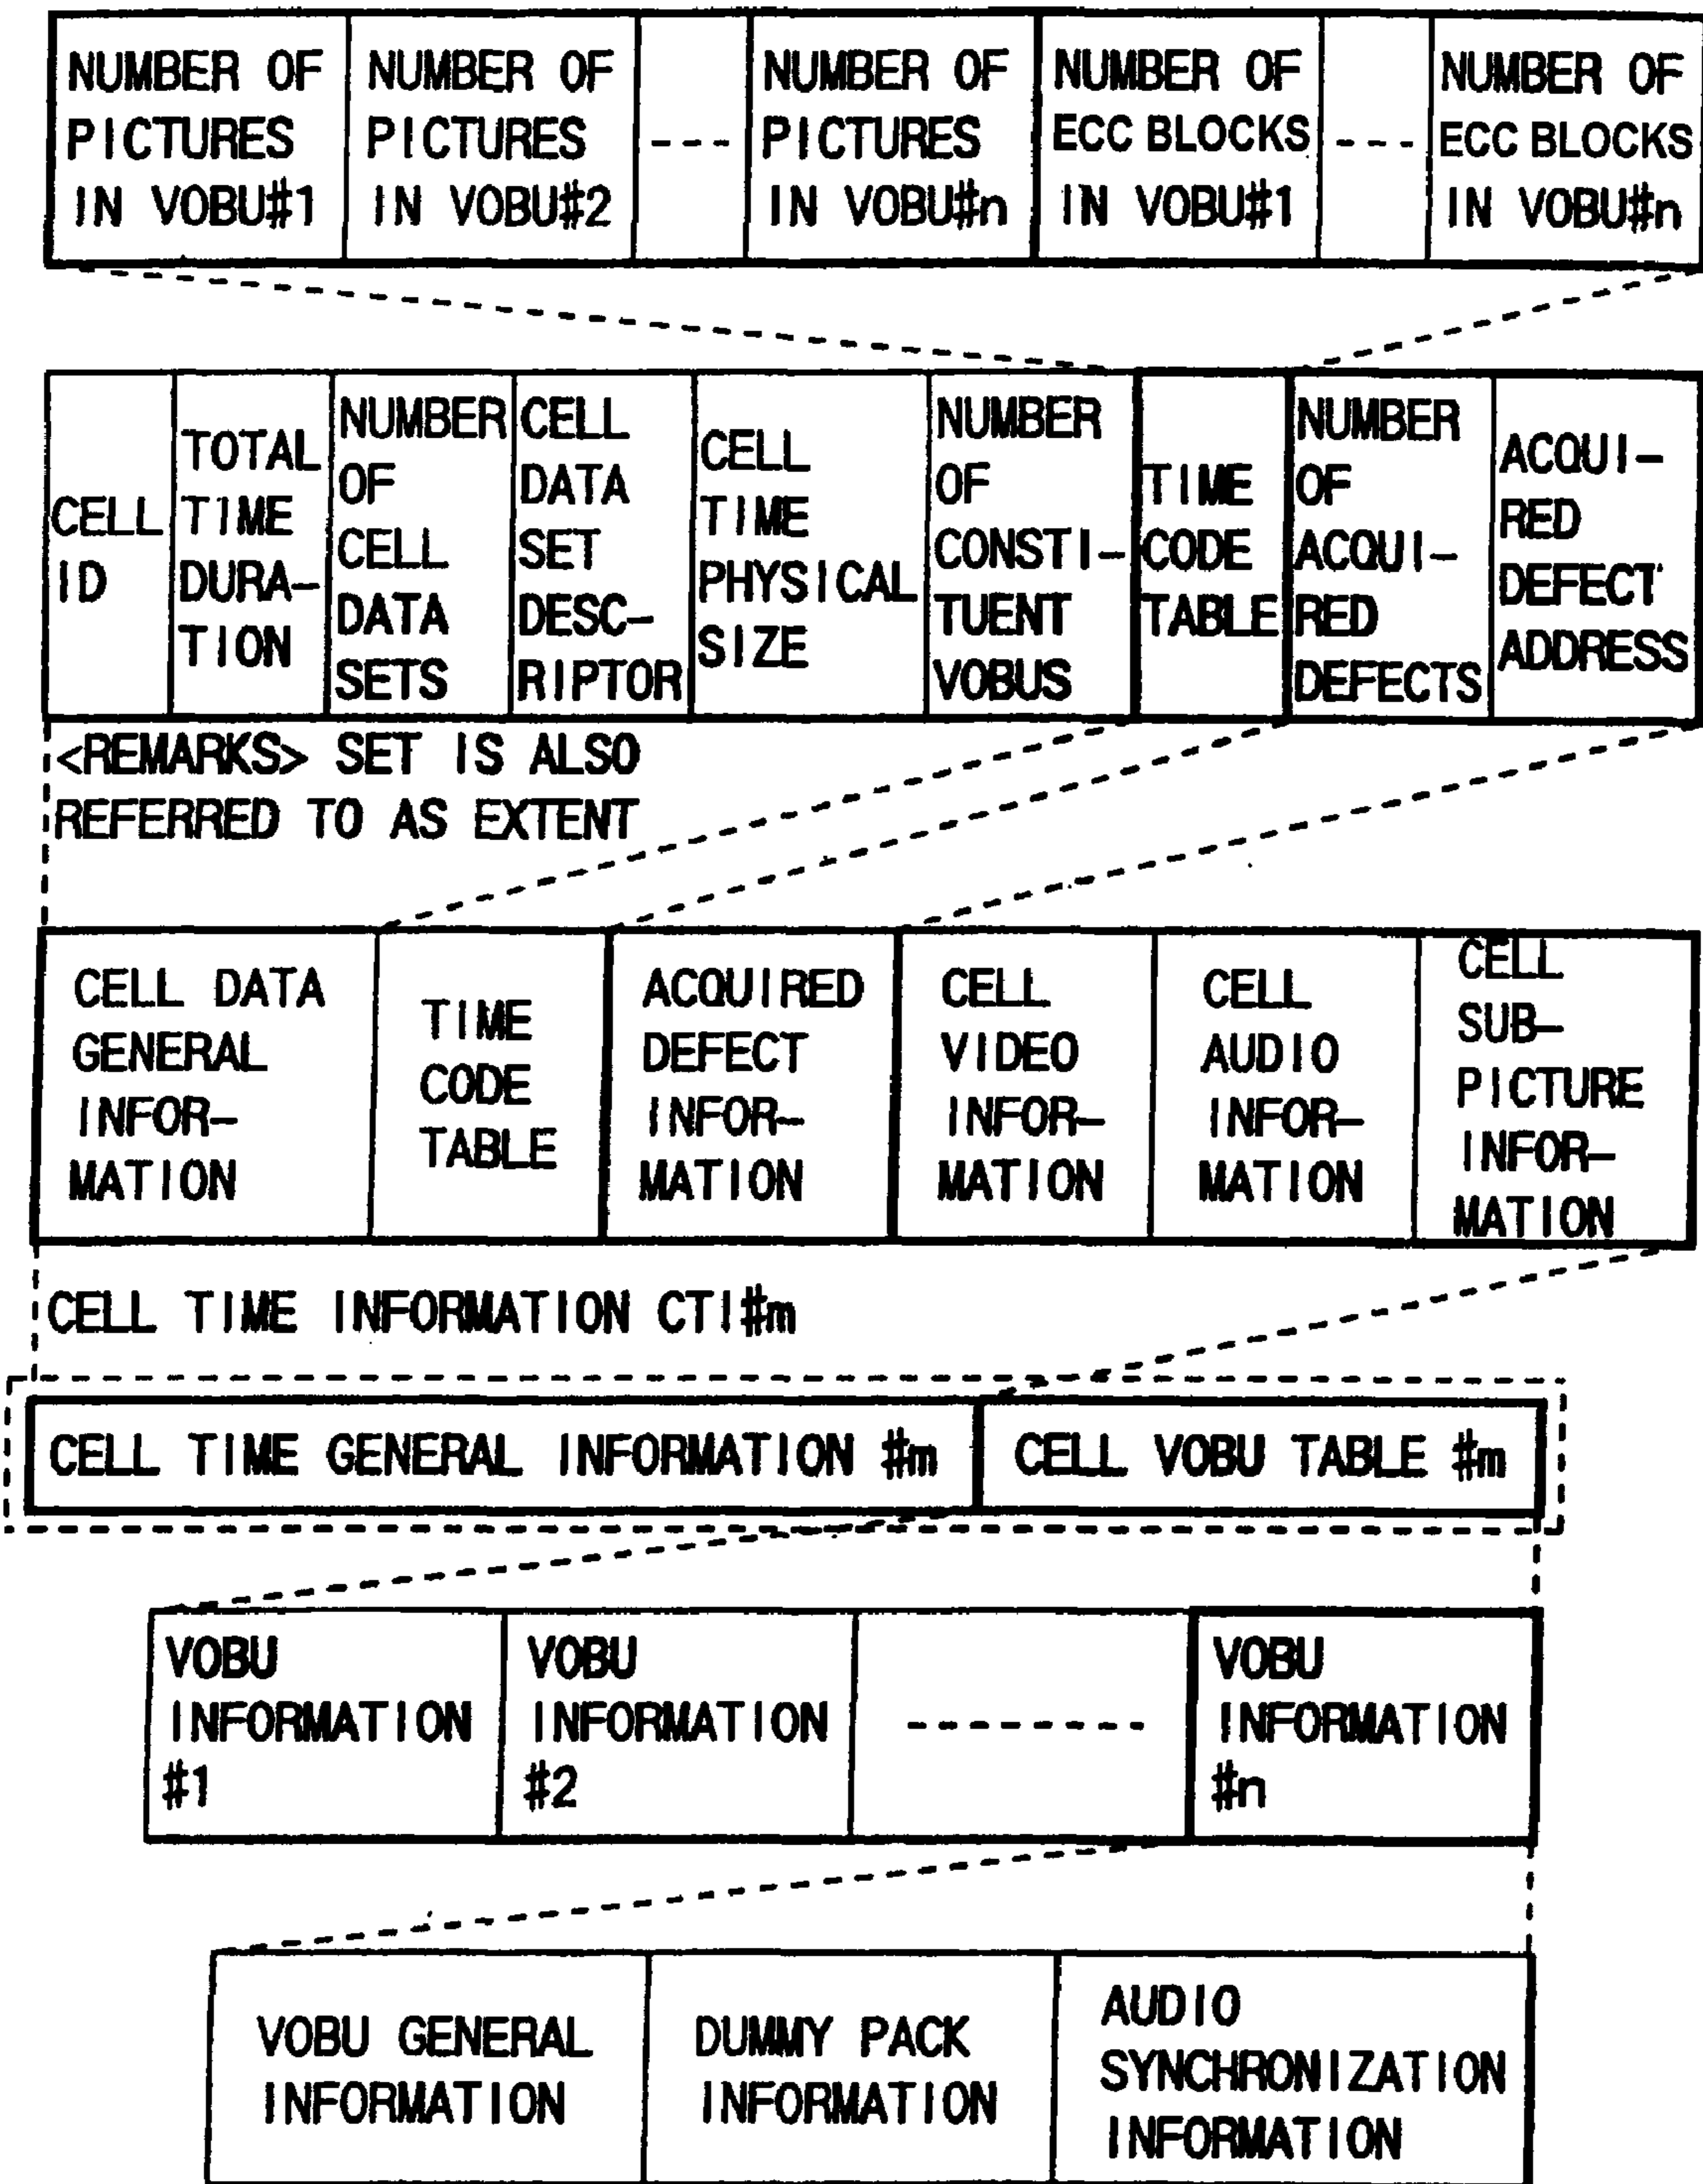 NUMBER OF
PICTURES
IN VOBU#1
NUMBER OF
PICTURES
IN VOBU#2
----
NUMBER OF
PICTURES
IN VOBU#n
NUMBER OF
ECC BLOCKS
IN VOBU#1
----
NUMBER OF
ECC BLOCKS
IN VOBU#n
CELL
ID
TOTAL
TIME
DURA-
TION
NUMBER
OF
CELL
DATA
SETS
CELL
DATA
SET
DESC-
RIPTOR
CELL
TIME
PHYSICAL
SIZE
NUMBER
OF
CONSTI-
TUENT
VOBUS
TIME
CODE
TABLE
NUMBER
OF
ACQUI-
RED
DEFECTS
ACQUI-
RED
DEFECT
ADDRESS
<REMARKS> SET IS ALSO
REFERRED TO AS EXTENT
CELL DATA
GENERAL
INFOR-
MATION
TIME
CODE
TABLE
ACQUIRED
DEFECT
INFOR-
MATION
CELL
VIDEO
INFOR-
MATION
CELL
AUDIO
INFOR-
MATION
CELL
SUB-
PICTURE
INFOR-
MATION
CELL TIME INFORMATION CTI#m
CELL TIME GENERAL INFORMATION #m
CELL VOBU TABLE #m
VOBU
INFORMATION
#1
VOBU
INFORMATION
#2
---------
VOBU
INFORMATION
#n
VOBU GENERAL
INFORMATION
DUMMY PACK
INFORMATION
AUDIO
SYNCHRONIZATION
INFORMATION